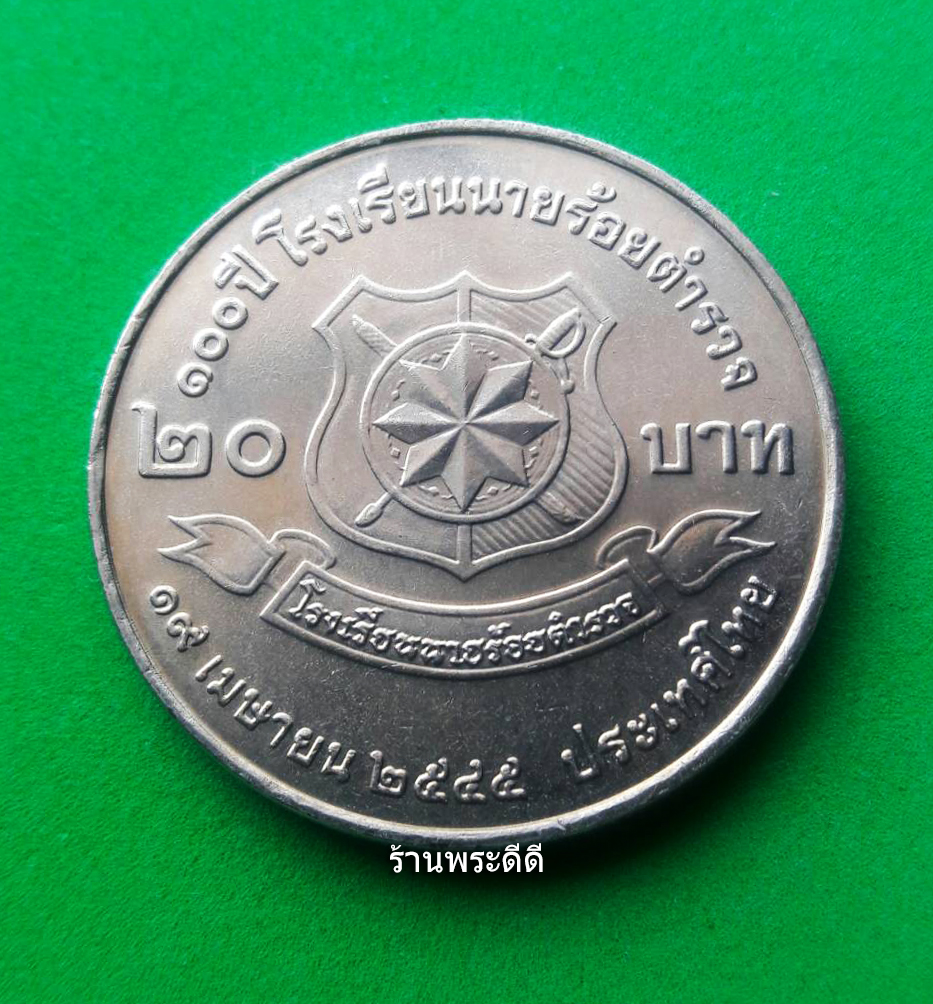 ๑๐๐ปี โรงเรียนนายร้อยตำรวจ
๒๐ บาท
โรงเรียนนายร้อยตำรวจ
๑๙ เมษายน ๒๕๔๕ ประเทศไทย
ร้านพระดีดี